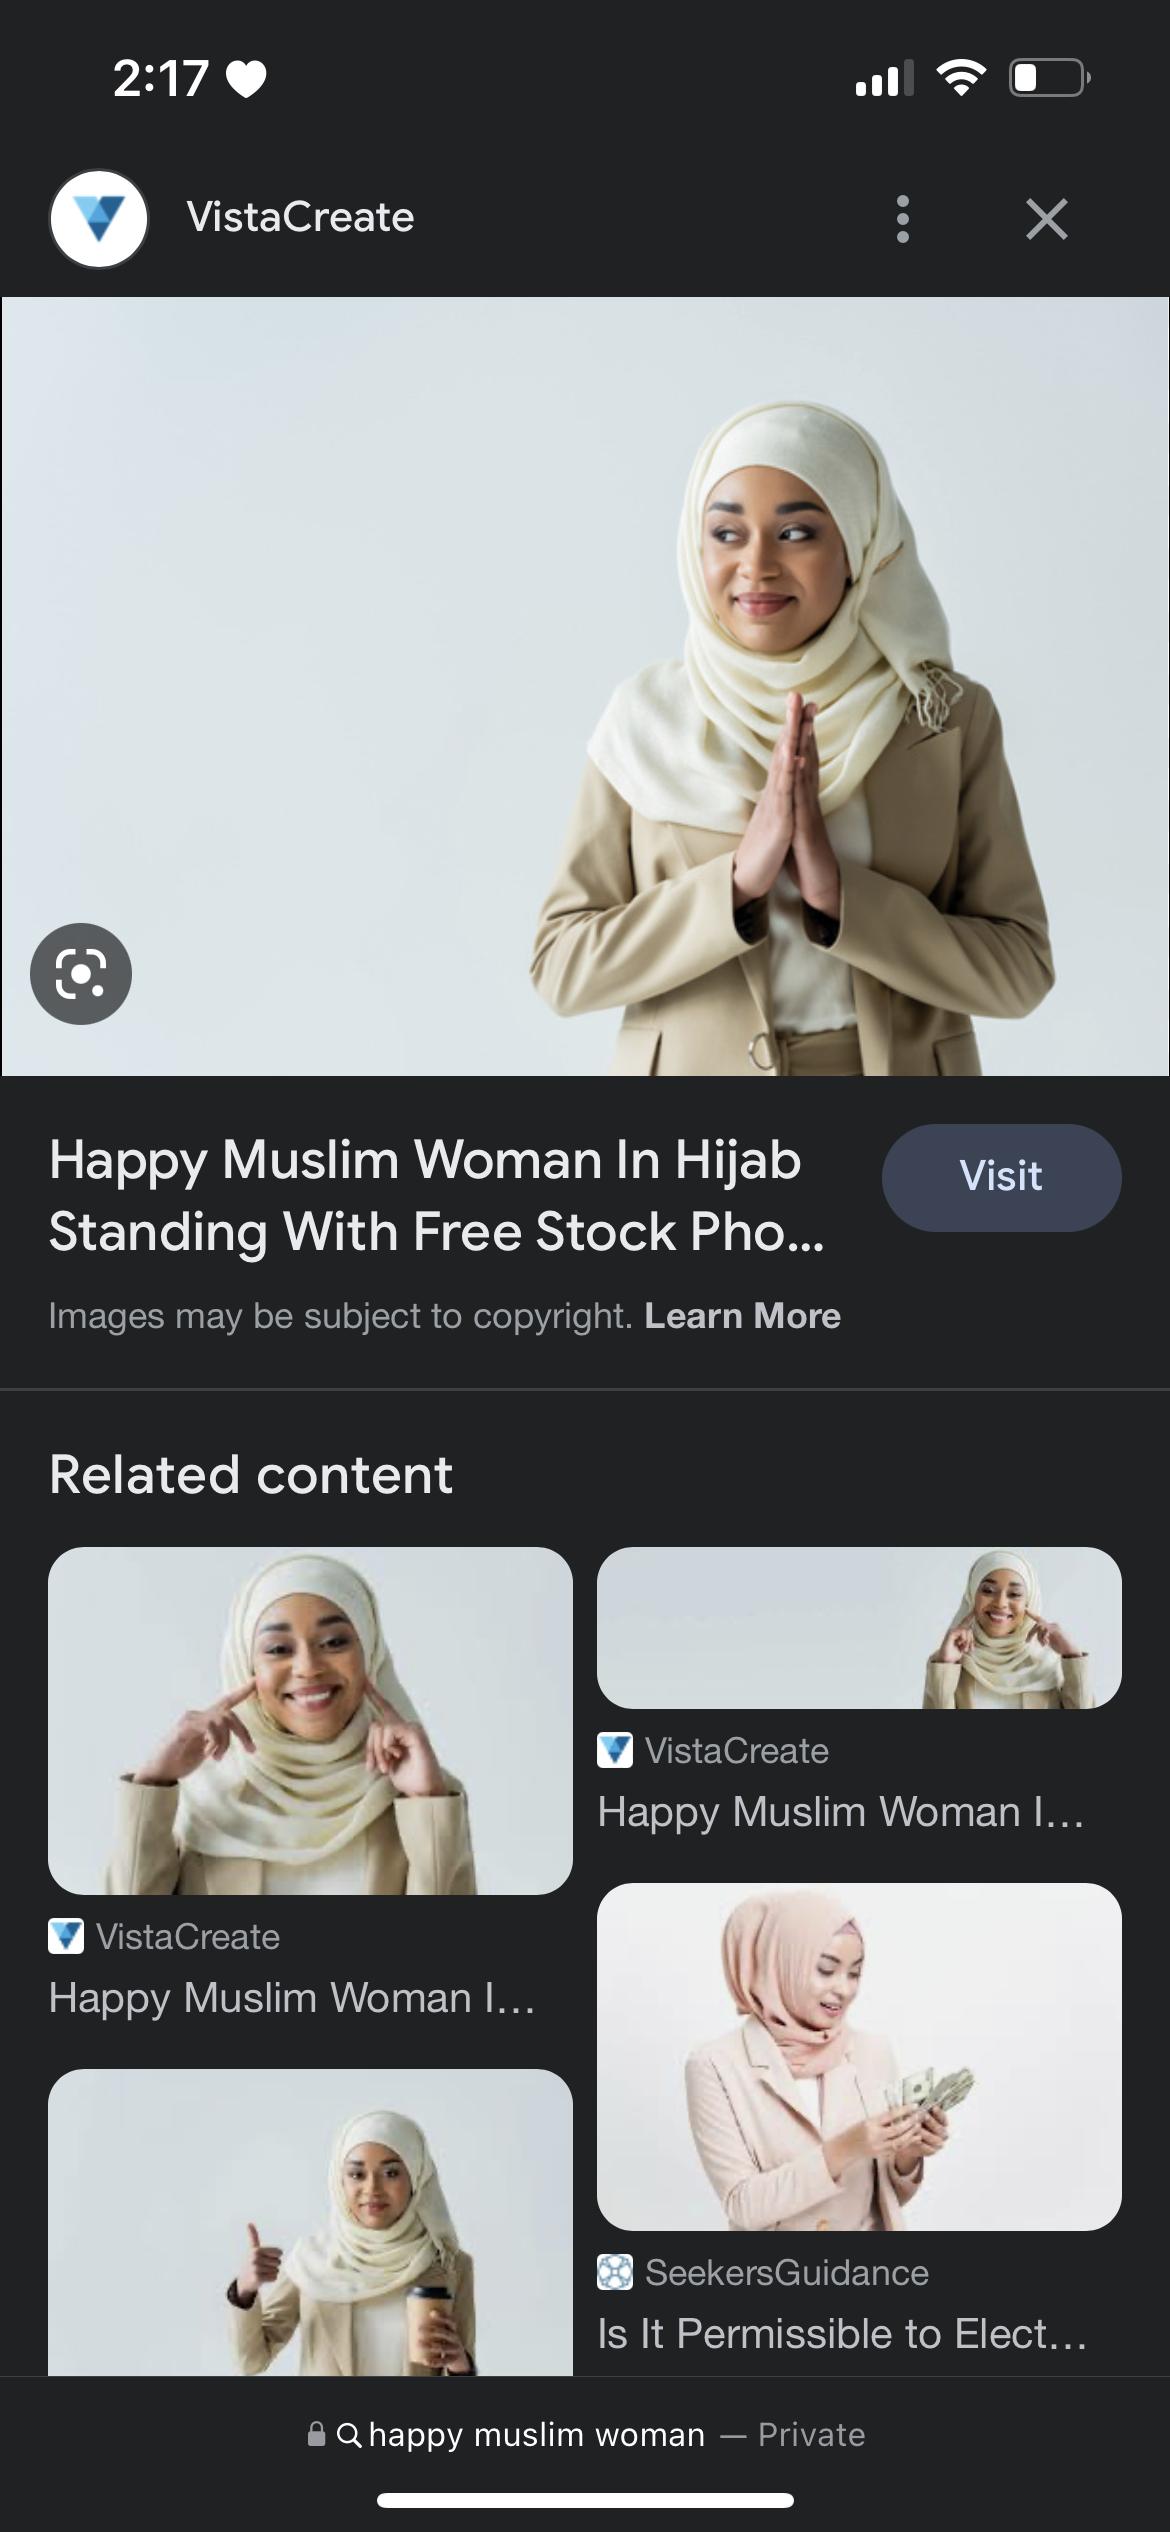 2:17
VistaCreate
Happy Muslim Woman In Hijab
Standing With Free Stock Pho...
Visit
Images may be subject to copyright. Learn More
Related content
VistaCreate
Happy Muslim Woman I...
VistaCreate
Happy Muslim Woman I...
SeekersGuidance
Is It Permissible to Elect...
happy muslim woman — Private